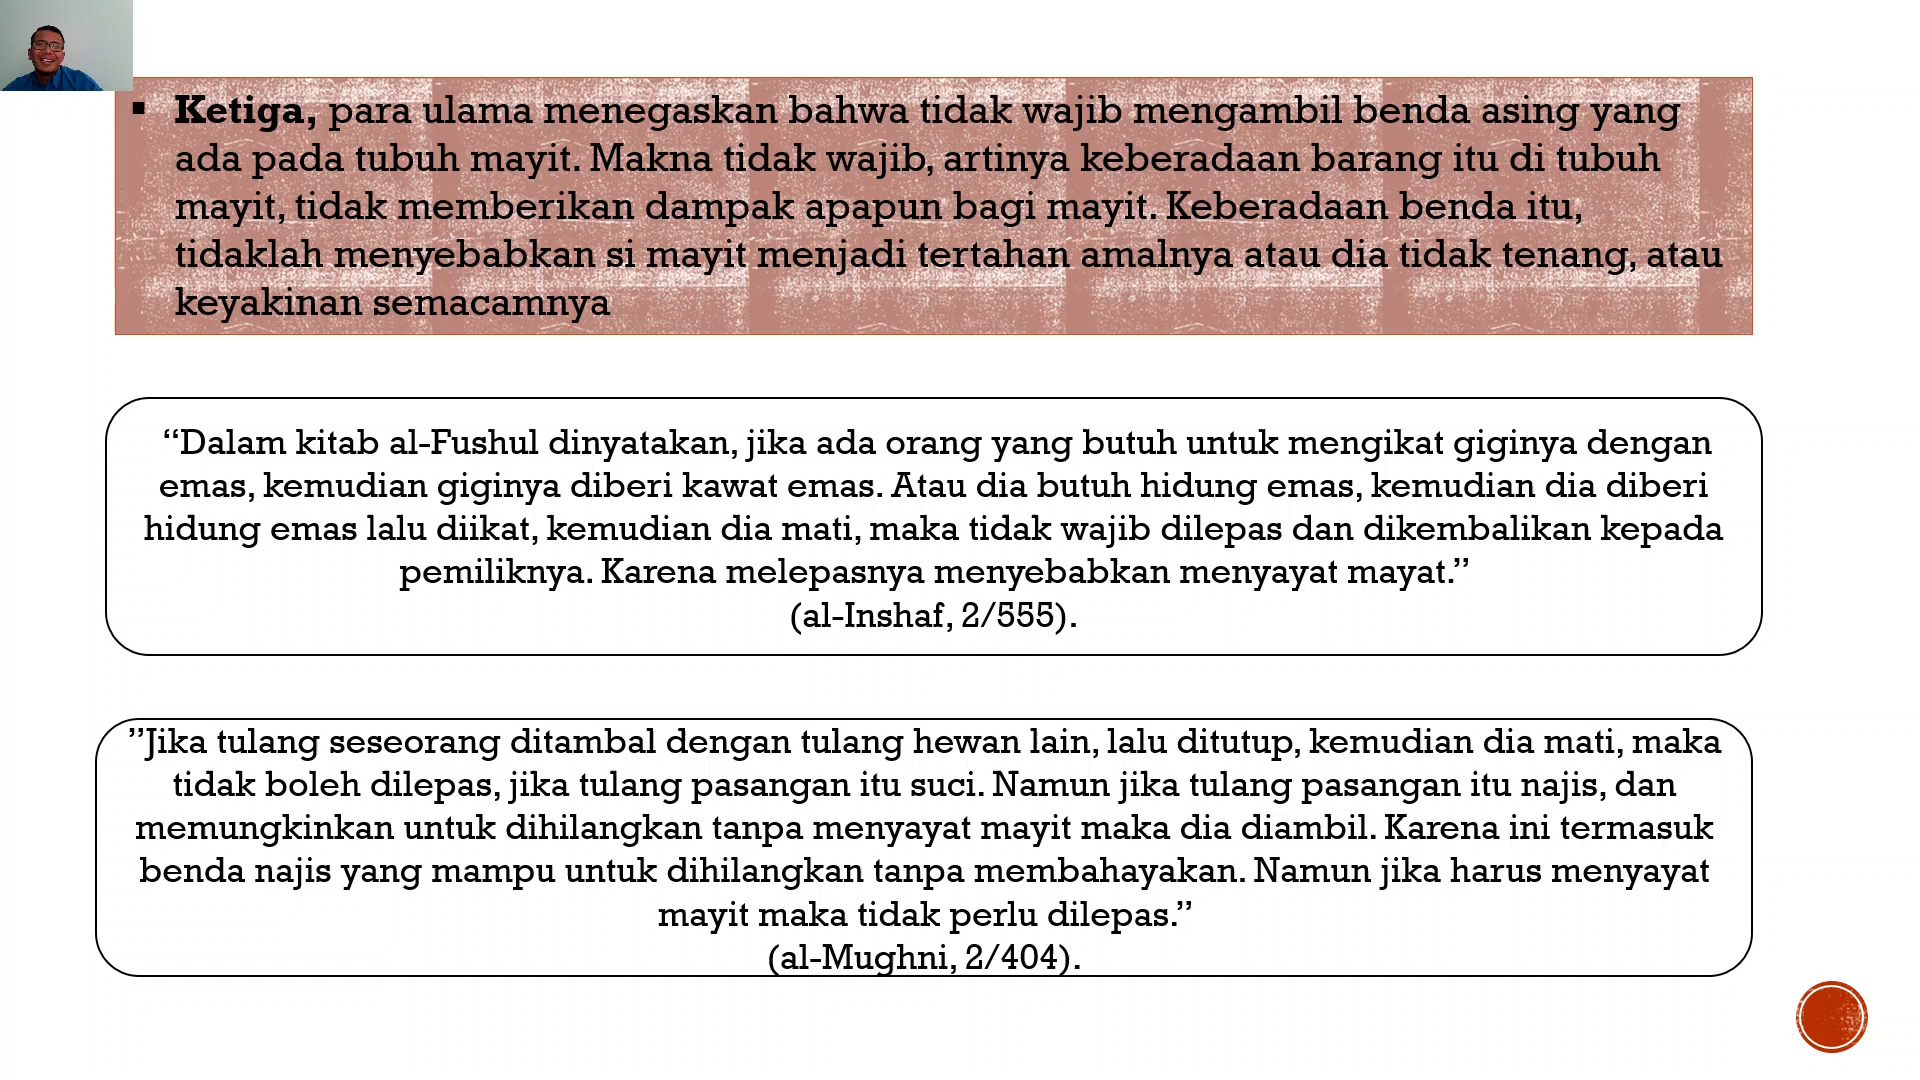 ▪ Ketiga, para ulama menegaskan bahwa tidak wajib mengambil benda asing yang
ada pada tubuh mayit. Makna tidak wajib, artinya keberadaan barang itu di tubuh
mayit, tidak memberikan dampak apapun bagi mayit. Keberadaan benda itu,
tidaklah menyebabkan si mayit menjadi tertahan amalnya atau dia tidak tenang, atau
keyakinan semacamnya
“Dalam kitab al-Fushul dinyatakan, jika ada orang yang butuh untuk mengikat giginya dengan
emas, kemudian giginya diberi kawat emas. Atau dia butuh hidung emas, kemudian dia diberi
hidung emas lalu diikat, kemudian dia mati, maka tidak wajib dilepas dan dikembalikan kepada
pemiliknya. Karena melepasnya menyebabkan menyayat mayat.”
(al-Inshaf, 2/555).
”Jika tulang seseorang ditambal dengan tulang hewan lain, lalu ditutup, kemudian dia mati, maka
tidak boleh dilepas, jika tulang pasangan itu suci. Namun jika tulang pasangan itu najis, dan
memungkinkan untuk dihilangkan tanpa menyayat mayit maka dia diambil. Karena ini termasuk
benda najis yang mampu untuk dihilangkan tanpa membahayakan. Namun jika harus menyayat
mayit maka tidak perlu dilepas.”
(al-Mughni, 2/404).